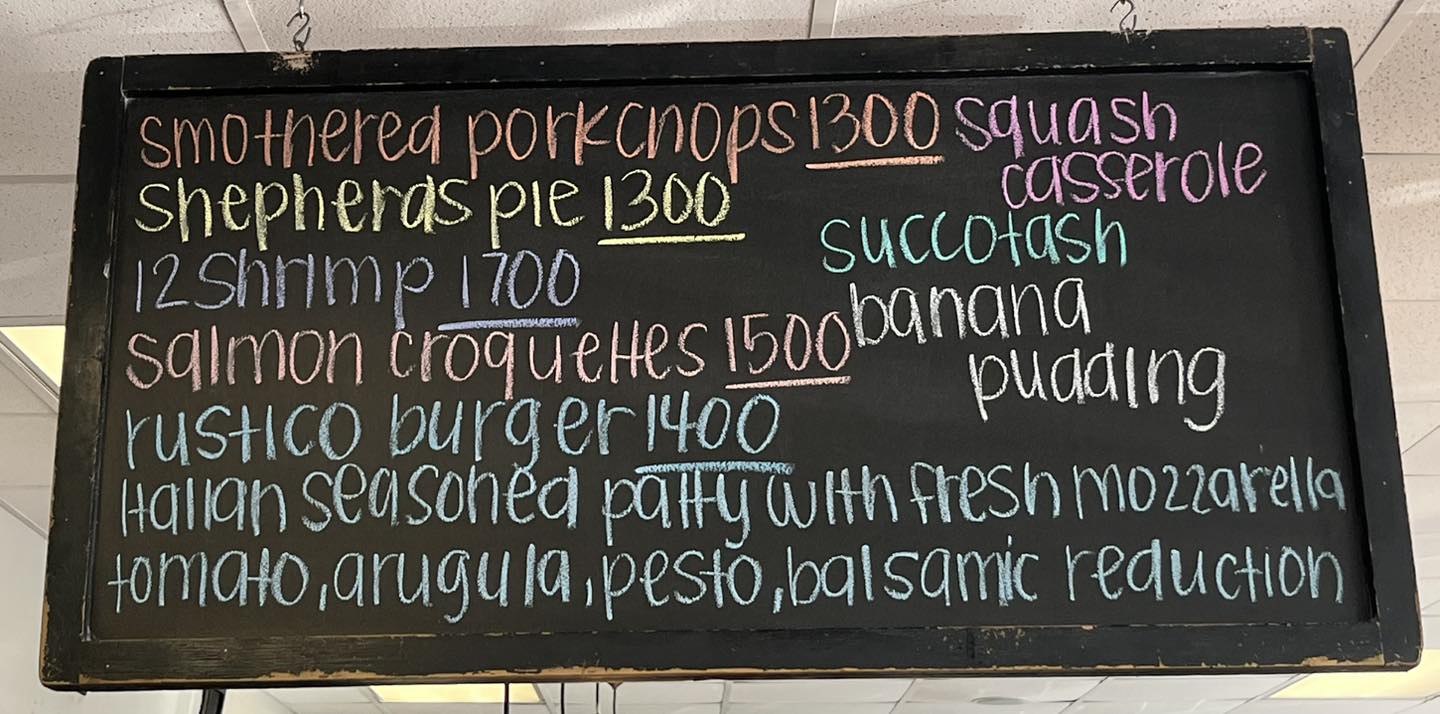 smothered porkchops 1300
shepherds pie 1300
12 shrimp 1700
salmon croquettes 1500
squash
casserole
succotash
banana
pudding
rustico burger 1400
italian seasoned patty with fresh mozzarella
tomato, arugula, pesto, balsamic reduction